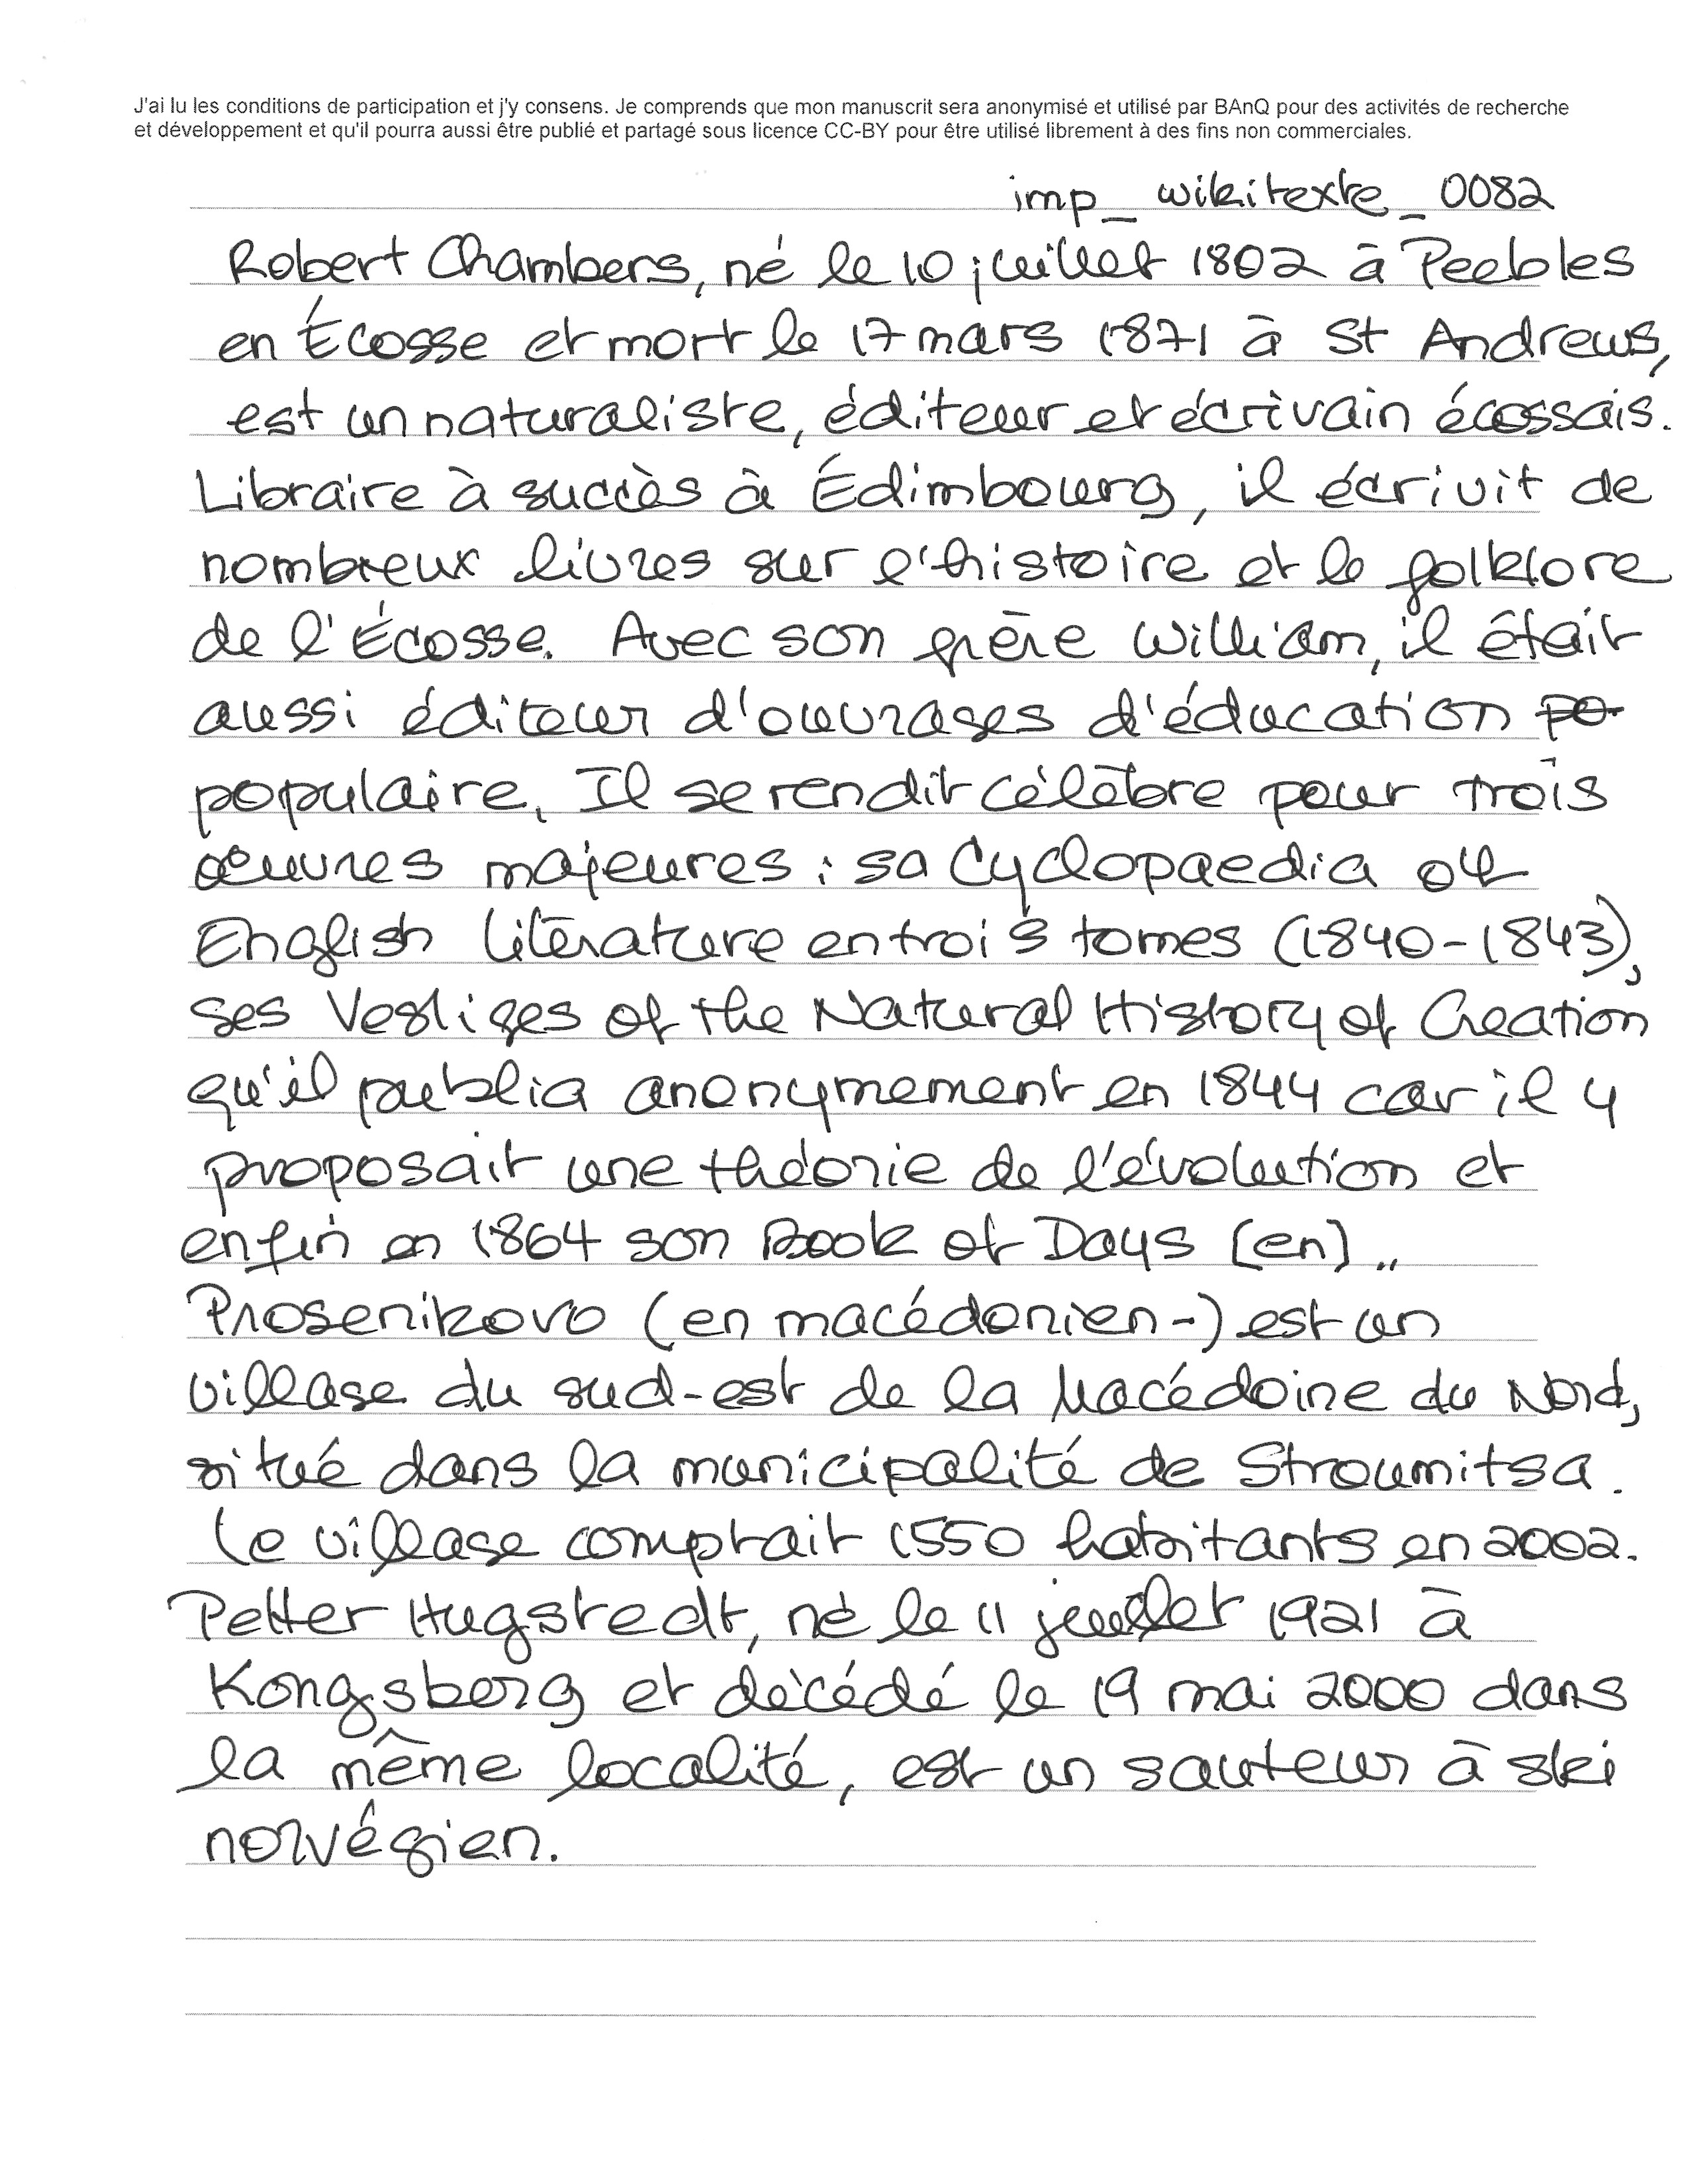 J'ai lu les conditions de participation et j'y consens. Je comprends que mon manuscrit sera anonymisé et utilisé par BAnQ pour des activités de recherche
et développement et qu'il pourra aussi être publié et partagé sous licence CC-BY pour être utilisé librement à des fins non commerciales.
imp_wikitexte_0082
Robert Chambers, né le 10 juillet 1802 à Peebles
en Écosse et mort le 17 mars 1871 à St Andrews,
est un naturaliste, éditeur et écrivain écossais.
Libraire à succès à Édimbourg, il écrivit de
nombreux livres sur l'histoire et le folklore
de l'Écosse. Avec son frère William, il était
aussi éditeur d'ouvrages d'éducation po
populaire. Il se rendit célèbre pour trois
œuvres majeures : sa Cyclopaedia of
English literature en trois tomes (1840-1843),
ses Vestiges of the Natural History of Creation
qu'il publia anonymement en 1844 car il y
proposait une théorie de l'évolution et
enfin en 1864 son Book of Days [en]..
Prosenikovo (en macédonien-) est un
village du sud-est de la Macédoine du Nord,
situé dans la municipalité de Stroumitsa.
Le village comptait 1550 habitants en 2002.
Petter Hugstedt, né le 11 juillet 1921 à
Kongsberg et décédé le 19 mai 2000 dans
la même localité, est un sauteur à ski
norvégien.